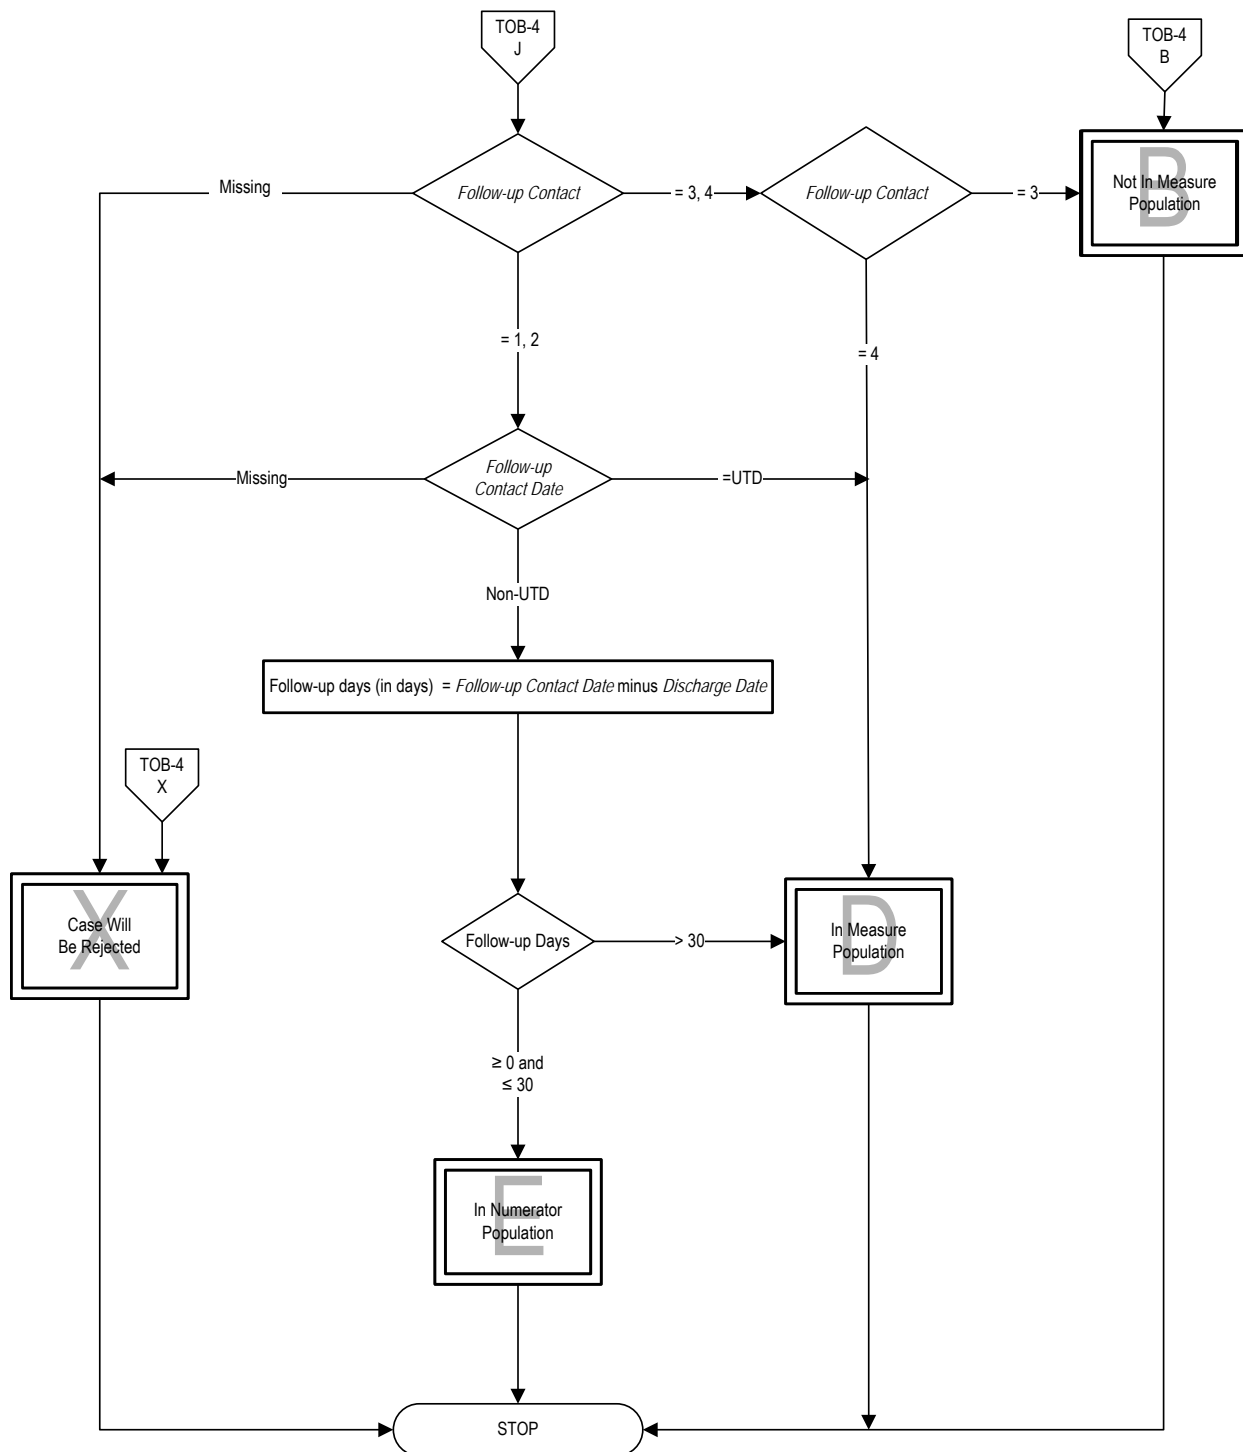 TOB-4
J
TOB-4
B
Missing
Follow-up Contact
= 3, 4
Follow-up Contact
= 3
B
Not In Measure
Population
= 1, 2
= 4
Missing
Follow-up
Contact Date
=UTD
Non-UTD
Follow-up days (in days) = Follow-up Contact Date minus Discharge Date
TOB-4
X
X
Case Will
Be Rejected
Follow-up Days
> 30
D
In Measure
Population
≥ 0 and
≤ 30
E
In Numerator
Population
STOP